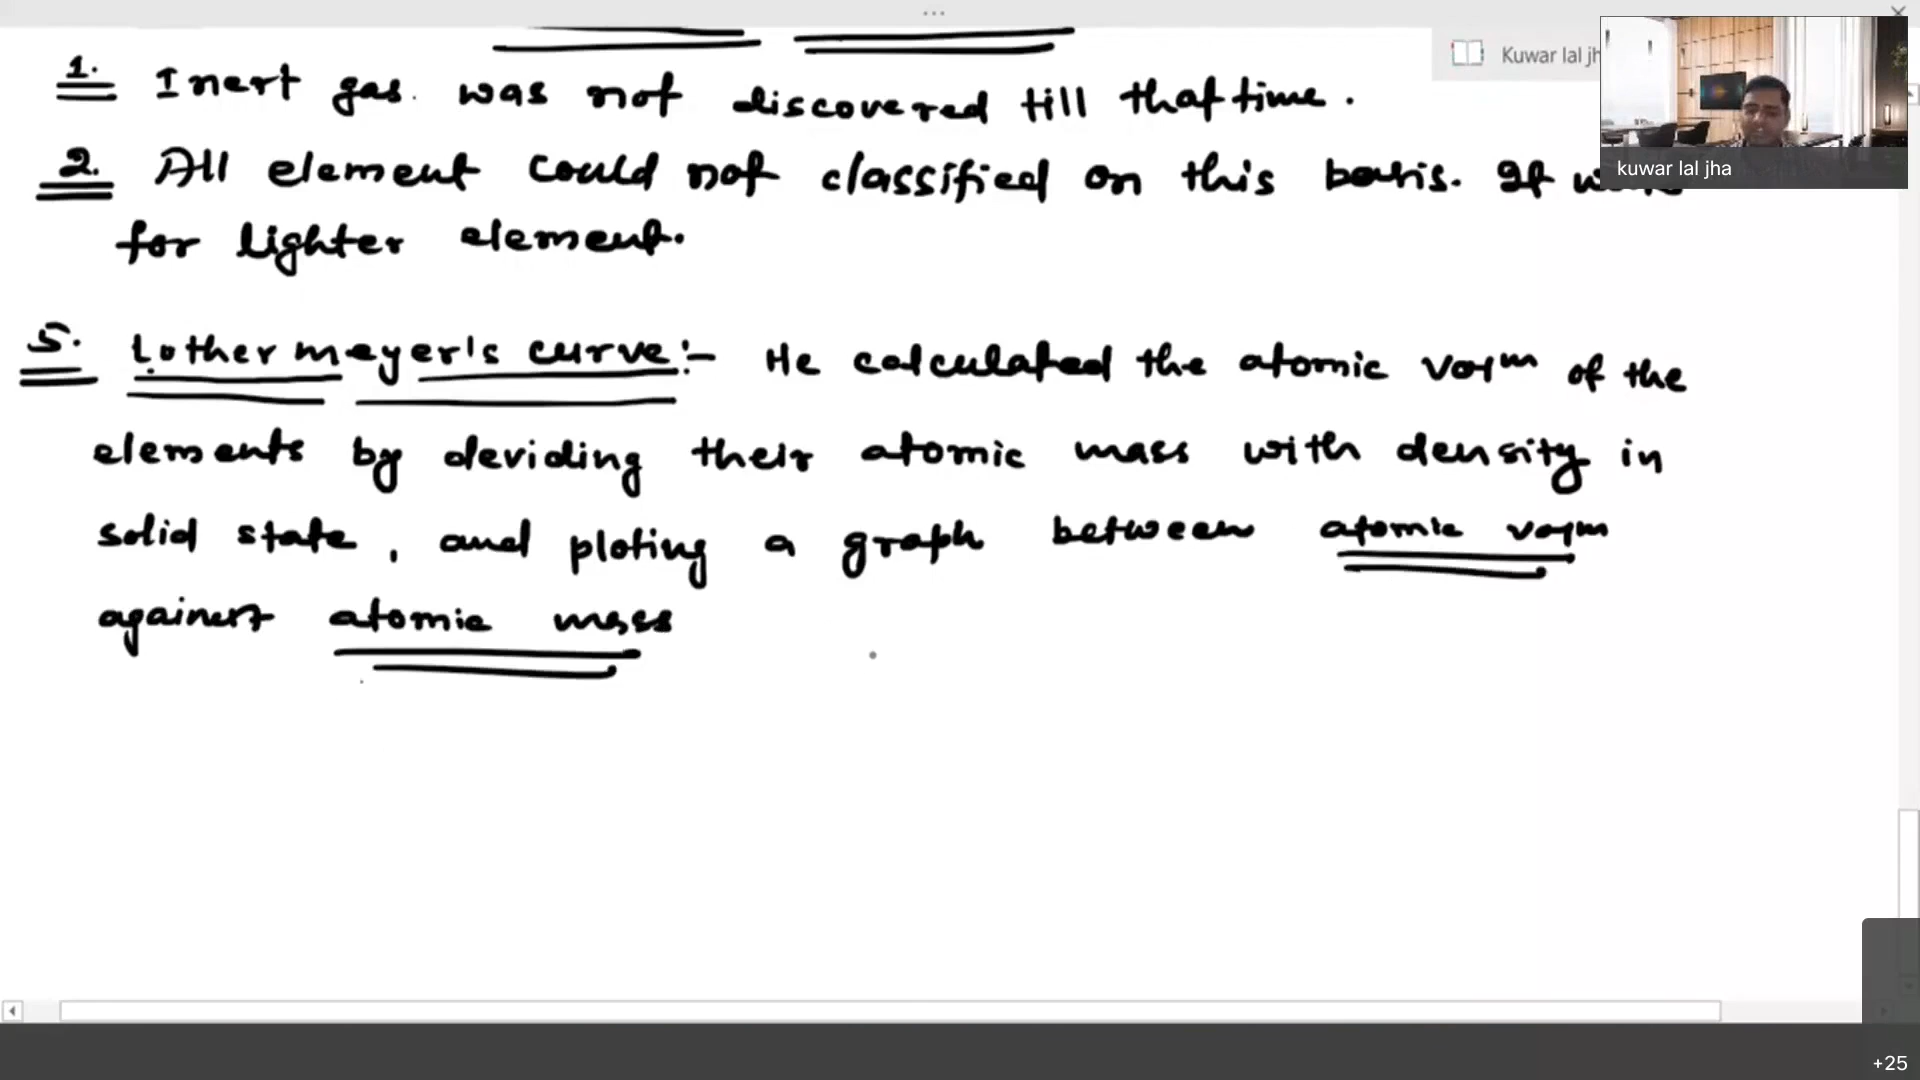 1. Inert gas. was not discovered till that time.
Kuwar lal jh
2. All element could not classified on this basis. It
kuwar lal jha
for lighter element.
5. Lother meyer's curve:- He calculated the atomic volm of the
elements by deviding their atomic mass with density in
solid state, and ploting a graph between atomic volm
against atomic mass
+25